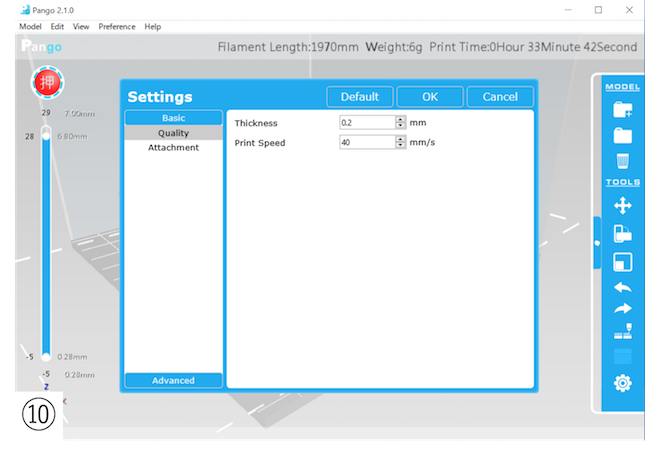 Pango 2.1.0
Model Edit View Preference Help
Pango
Filament Length:1970mm Weight:6g Print Time:0Hour 33Minute 42Second
押
29 7.00mm
28 6.80mm
Settings
Default OK Cancel
Basic
Quality
Attachment
Thickness 0.2 mm
Print Speed 40 mm/s
Advanced
MODEL
TOOLS
-5 0.28mm
-5 0.28mm
Z
X
⑩